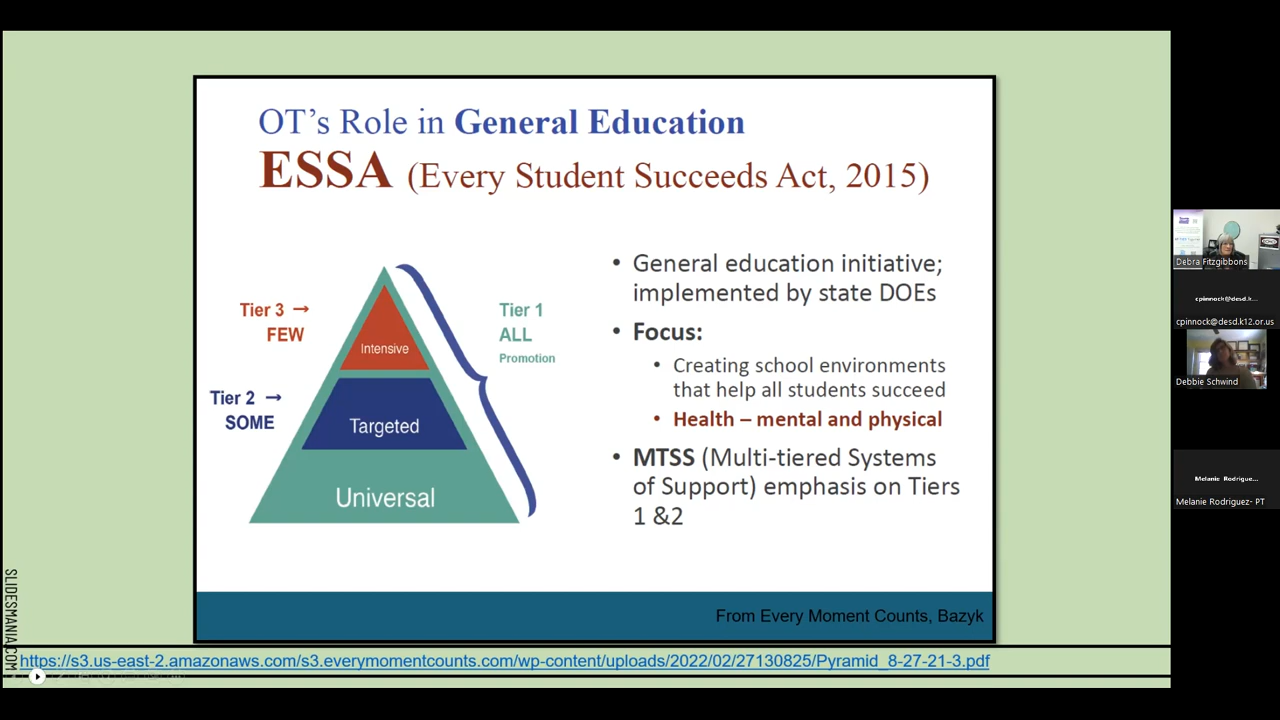 OT's Role in General Education
ESSA (Every Student Succeeds Act, 2015)
Tier 3 →
FEW
Tier 2 →
SOME
Intensive
Targeted
Universal
Tier 1
ALL
Promotion
• General education initiative;
implemented by state DOEs
• Focus:
• Creating school environments
that help all students succeed
• Health – mental and physical
• MTSS (Multi-tiered Systems
of Support) emphasis on Tiers
1 &2
From Every Moment Counts, Bazyk
SLIDESMANIA.COM
https://s3.us-east-2.amazonaws.com/s3.everymomentcounts.com/wp-content/uploads/2022/02/27130825/Pyramid_8-27-21-3.pdf
Debra Fitzgibbons
cpinnock@desd.k...
cpinnock@desd.k12.or.us
Debbie Schwind
Melanie Rodrigue...
Melanie Rodriguez- PT